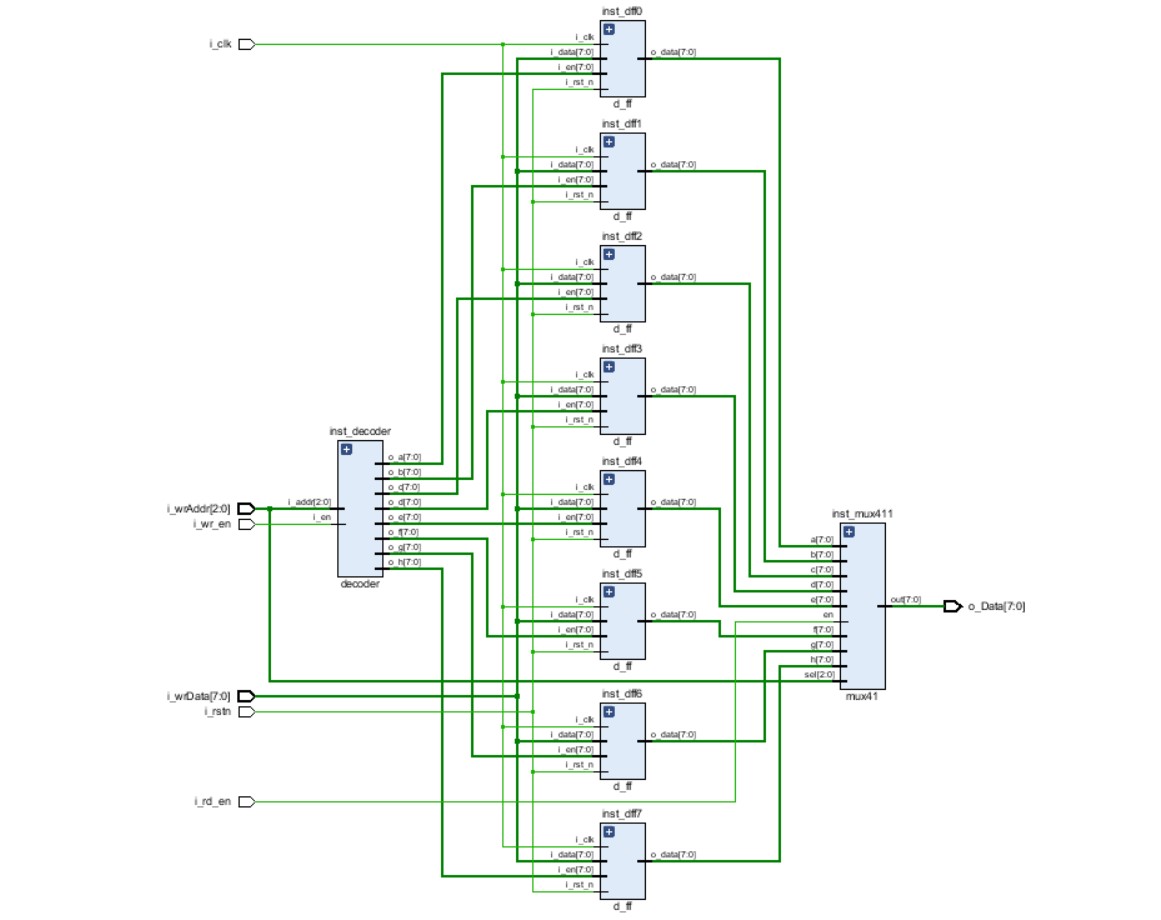 inst_dff0
i_clk
i_clk
i_data[7:0]
o_data[7:0]
i_en[7:0]
i_rst_n
d_ff
inst_dff1
i_clk
i_data[7:0]
o_data[7:0]
i_en[7:0]
i_rst_n
d_ff
inst_dff2
i_clk
i_data[7:0]
o_data[7:0]
i_en[7:0]
i_rst_n
d_ff
inst_dff3
i_clk
i_data[7:0]
o_data[7:0]
i_en[7:0]
i_rst_n
d_ff
inst_decoder
o_a[7:0]
o_b[7:0]
o_c[7:0]
o_d[7:0]
o_e[7:0]
o_f[7:0]
o_g[7:0]
o_h[7:0]
i_addr[2:0]
i_en
decoder
i_wrAddr[2:0]
i_wr_en
inst_dff4
i_clk
i_data[7:0]
o_data[7:0]
i_en[7:0]
i_rst_n
d_ff
inst_mux411
a[7:0]
b[7:0]
c[7:0]
d[7:0]
e[7:0]
en
f[7:0]
g[7:0]
h[7:0]
sel[2:0]
out[7:0]
mux41
o_Data[7:0]
inst_dff5
i_clk
i_data[7:0]
o_data[7:0]
i_en[7:0]
i_rst_n
d_ff
i_wrData[7:0]
i_rstn
inst_dff6
i_clk
i_data[7:0]
o_data[7:0]
i_en[7:0]
i_rst_n
d_ff
i_rd_en
inst_dff7
i_clk
i_data[7:0]
o_data[7:0]
i_en[7:0]
i_rst_n
d_ff